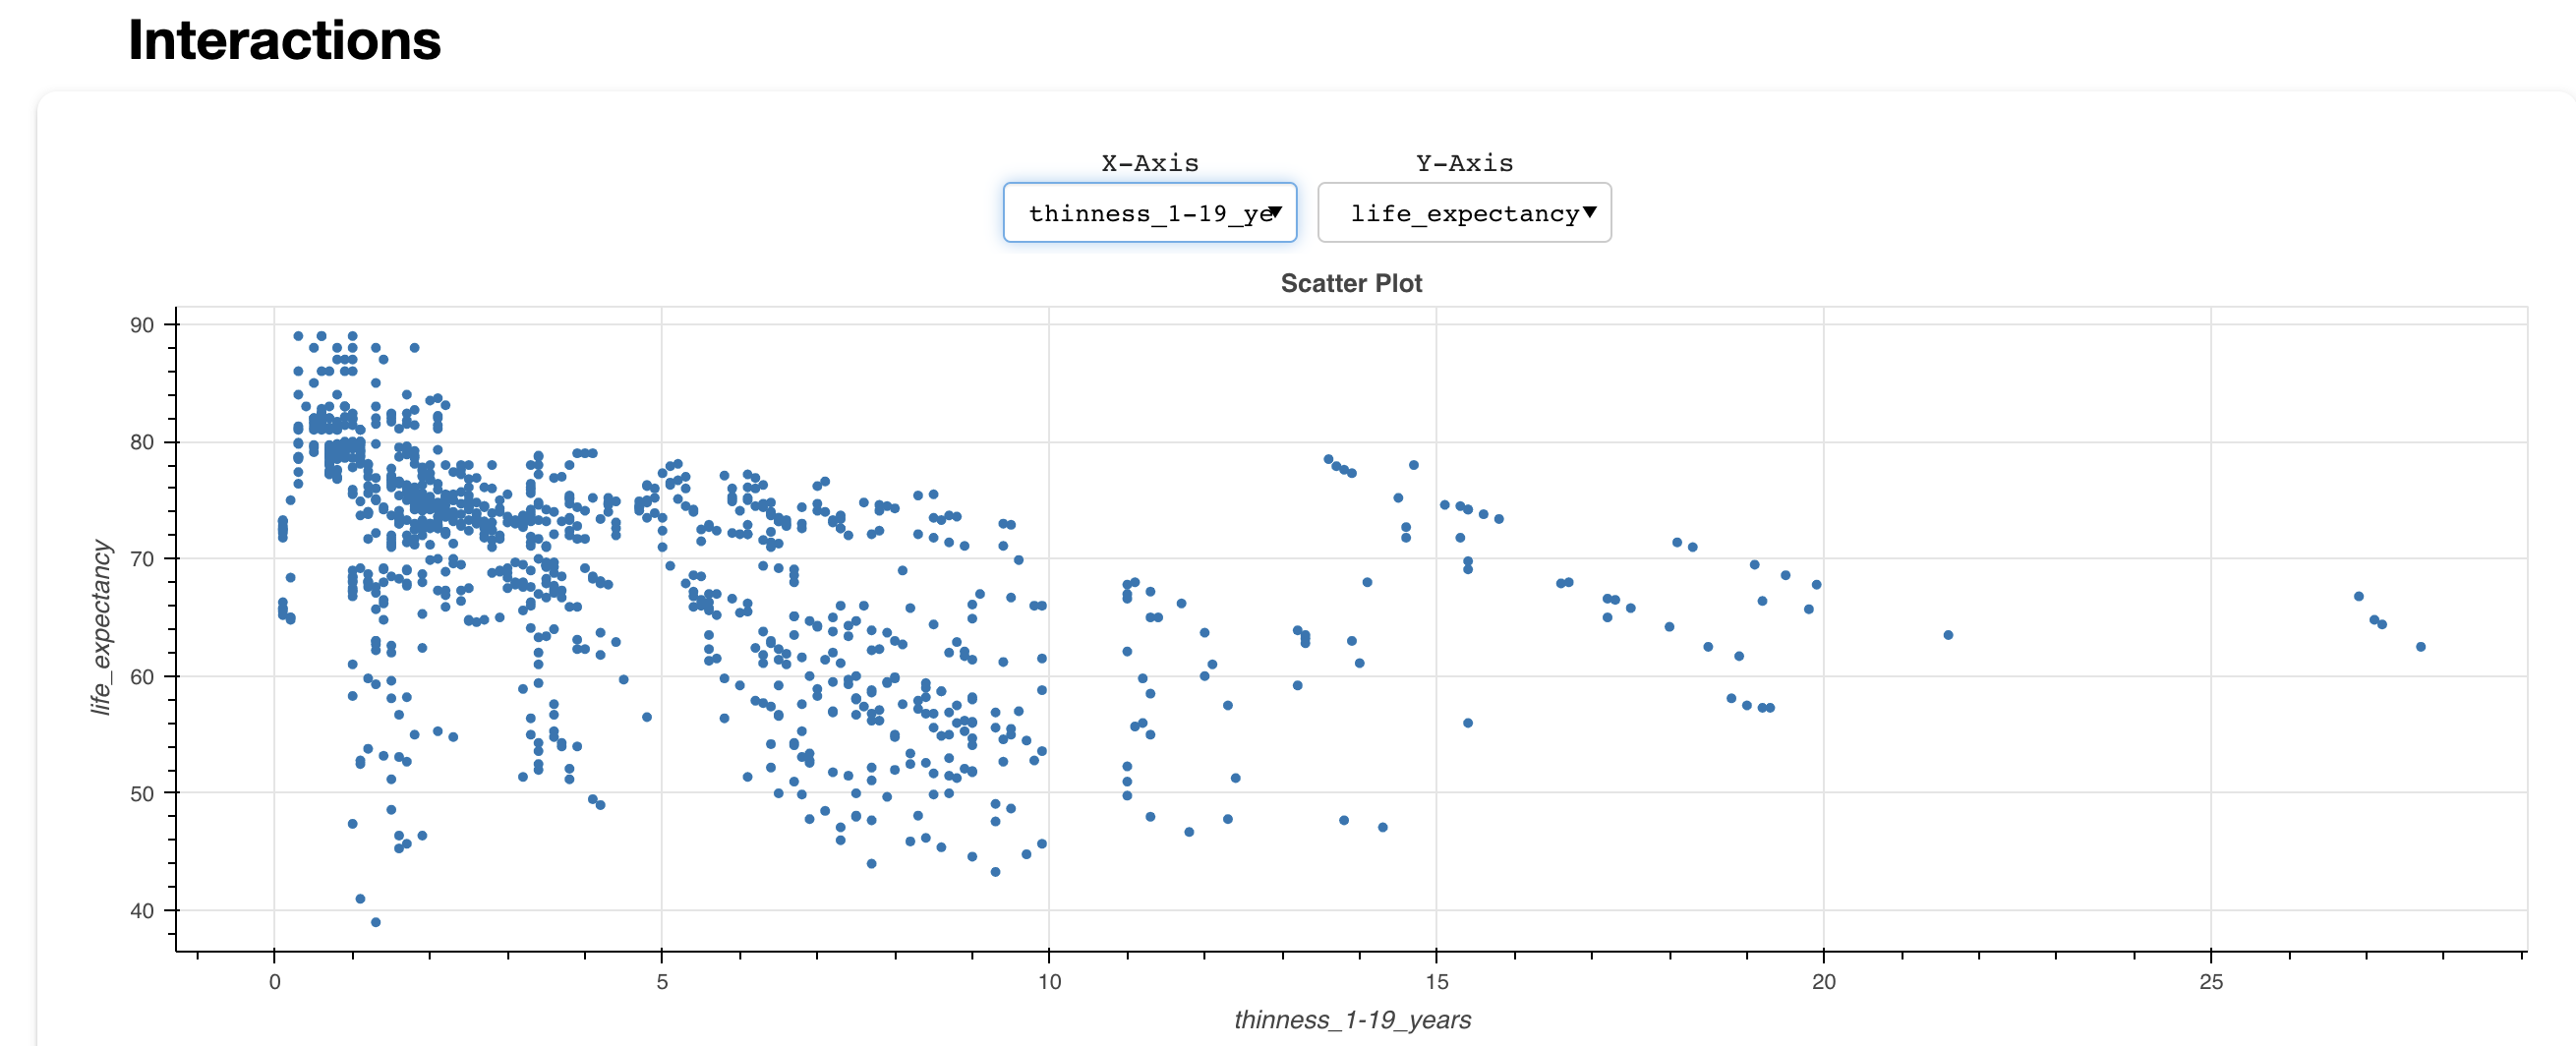 Interactions
X-Axis Y-Axis
thinness_1-19_ye life_expectancy
Scatter Plot
90
80
70
60
50
40
life_expectancy
0 5 10 15 20 25
thinness_1-19_years